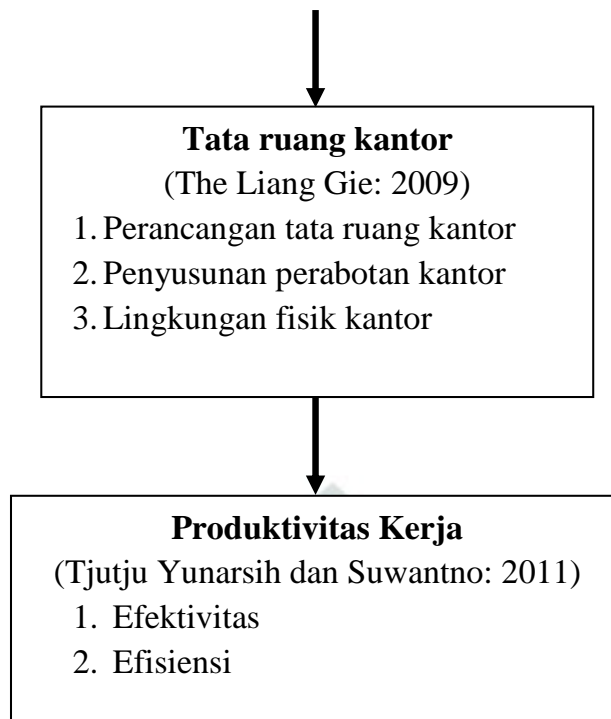 Tata ruang kantor
(The Liang Gie: 2009)
1. Perancangan tata ruang kantor
2. Penyusunan perabotan kantor
3. Lingkungan fisik kantor
Produktivitas Kerja
(Tjutju Yunarsih dan Suwantno: 2011)
1. Efektivitas
2. Efisiensi